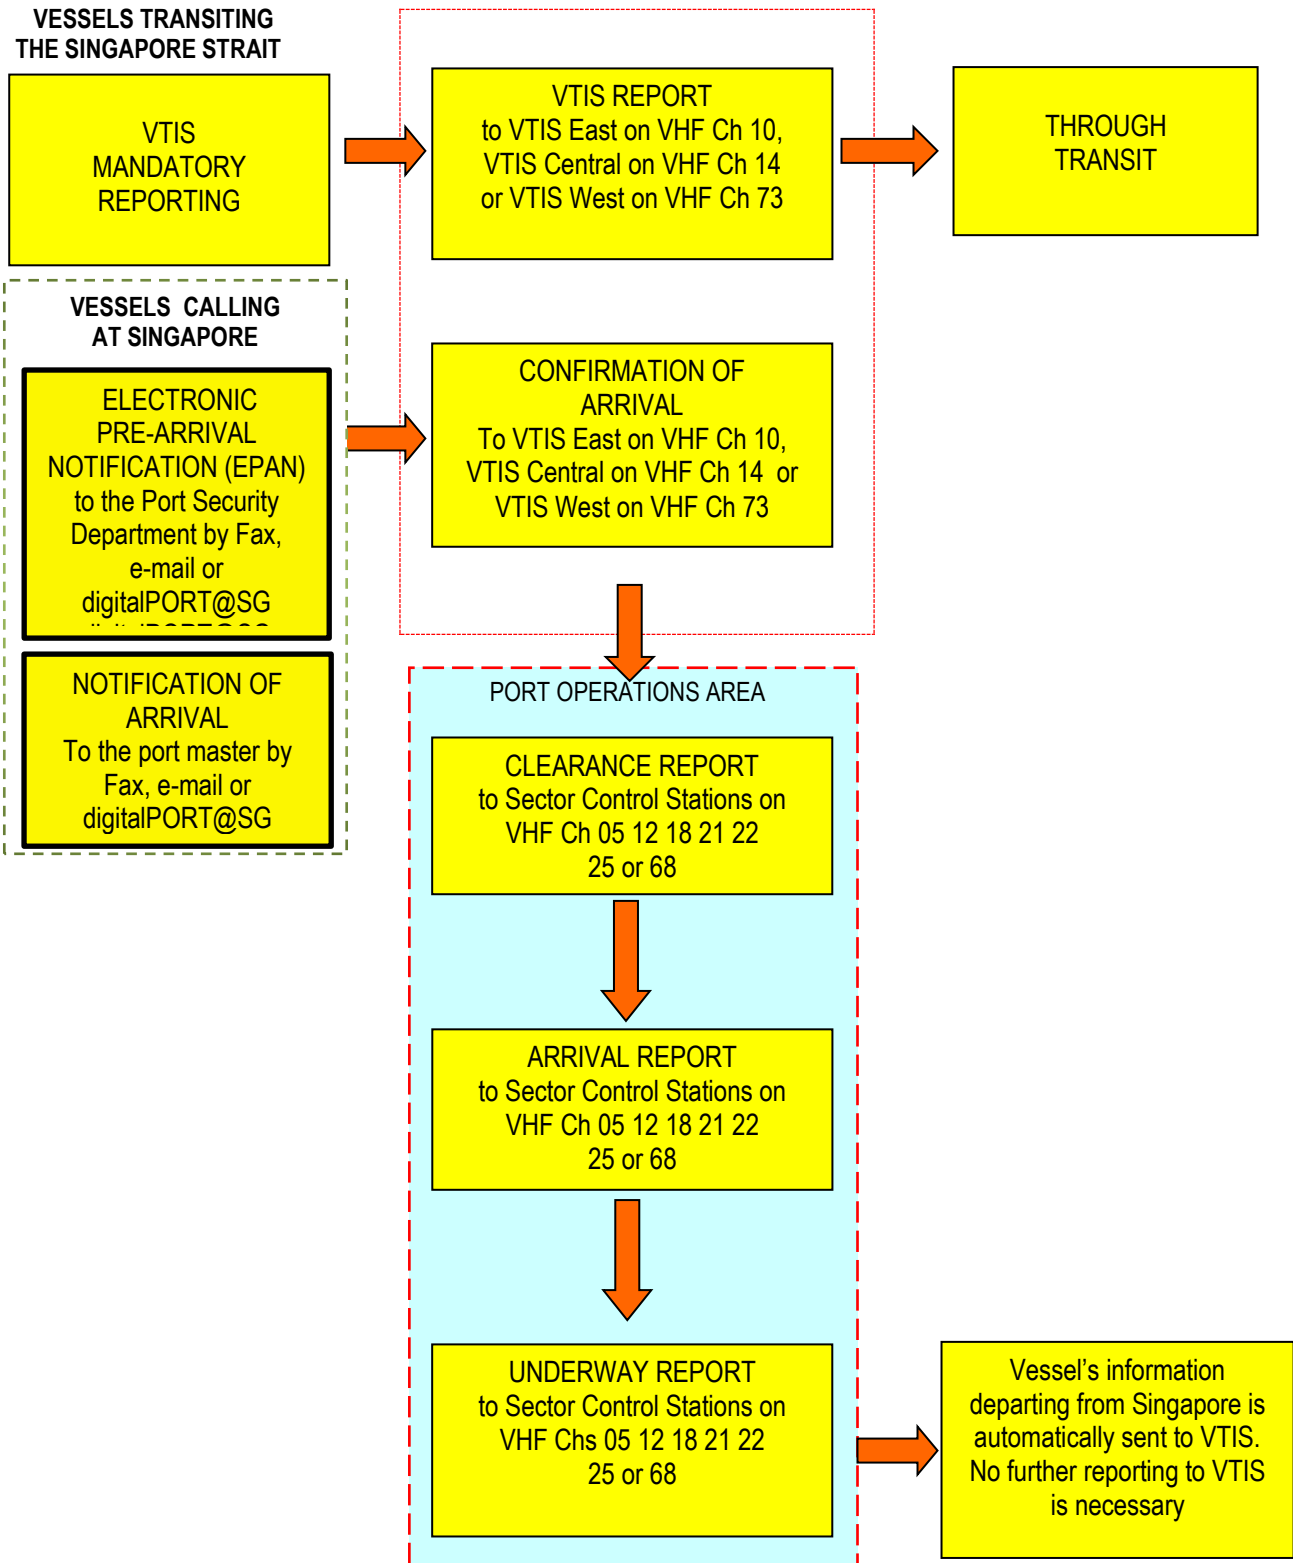 VESSELS TRANSITING
THE SINGAPORE STRAIT
VTIS
MANDATORY
REPORTING
VTIS REPORT
to VTIS East on VHF Ch 10,
VTIS Central on VHF Ch 14
or VTIS West on VHF Ch 73
THROUGH
TRANSIT
VESSELS CALLING
AT SINGAPORE
ELECTRONIC
PRE-ARRIVAL
NOTIFICATION (EPAN)
to the Port Security
Department by Fax,
e-mail or
digitalPORT@SG
digitalPORT@SG
NOTIFICATION OF
ARRIVAL
To the port master by
Fax, e-mail or
digitalPORT@SG
CONFIRMATION OF
ARRIVAL
To VTIS East on VHF Ch 10,
VTIS Central on VHF Ch 14 or
VTIS West on VHF Ch 73
PORT OPERATIONS AREA
CLEARANCE REPORT
to Sector Control Stations on
VHF Ch 05 12 18 21 22
25 or 68
ARRIVAL REPORT
to Sector Control Stations on
VHF Ch 05 12 18 21 22
25 or 68
UNDERWAY REPORT
to Sector Control Stations on
VHF Chs 05 12 18 21 22
25 or 68
Vessel’s information
departing from Singapore is
automatically sent to VTIS.
No further reporting to VTIS
is necessary